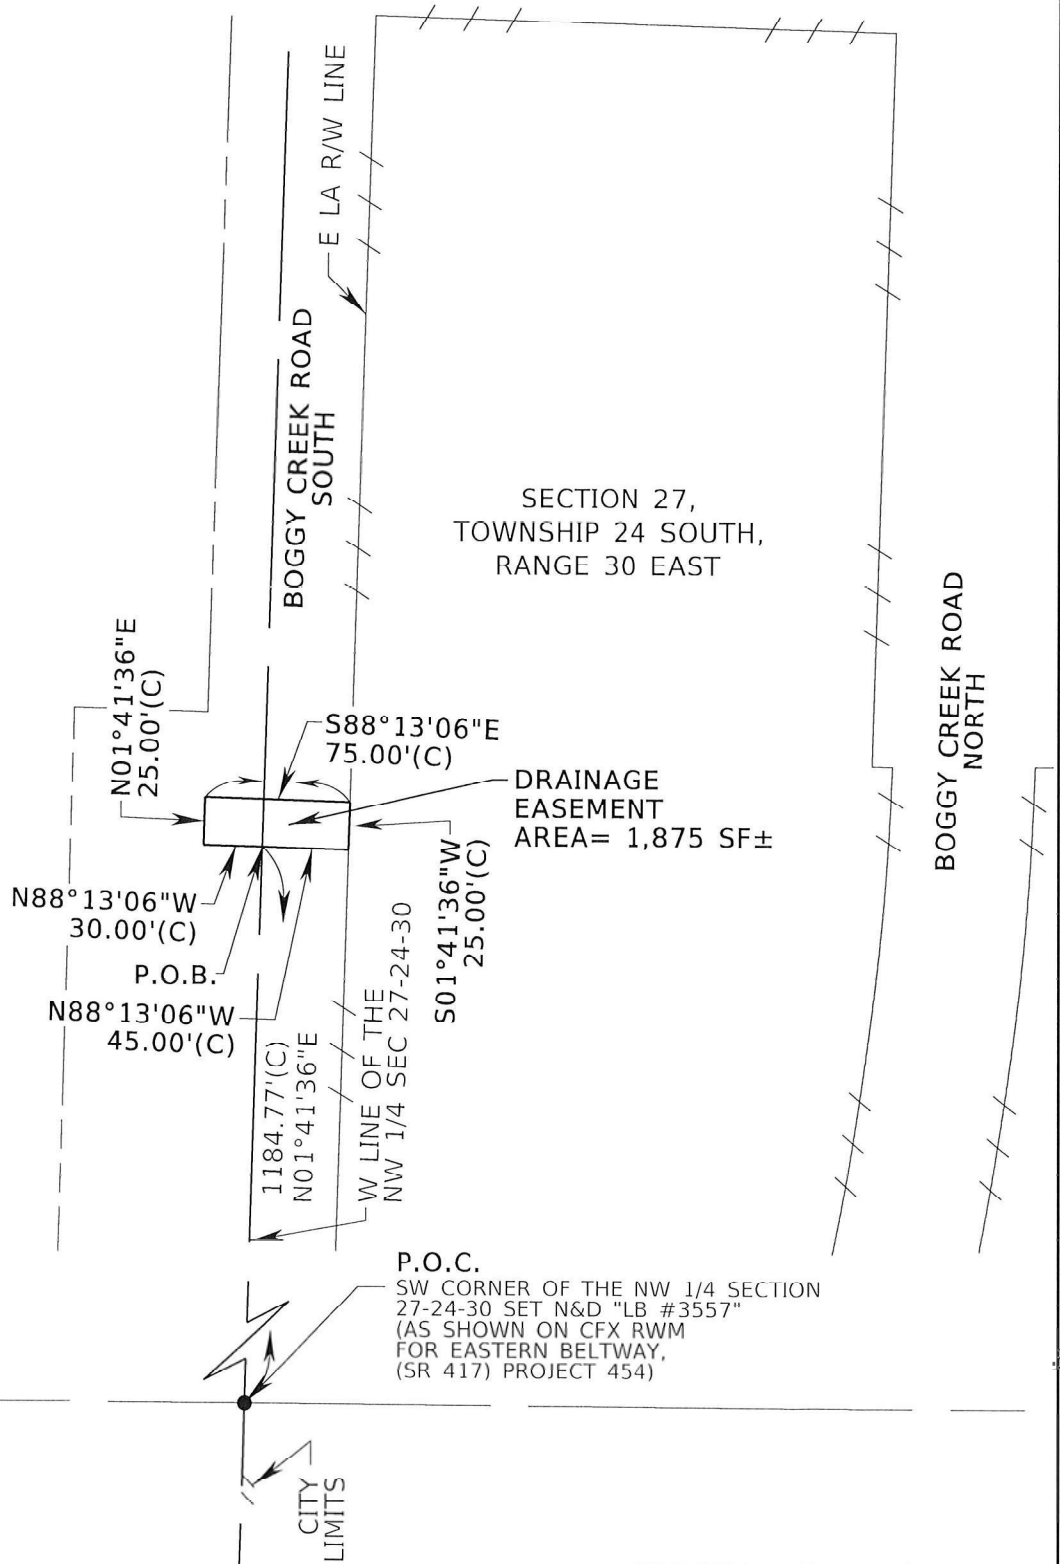 E LA R/W LINE
BOGGY CREEK ROAD
SOUTH
SECTION 27,
TOWNSHIP 24 SOUTH,
RANGE 30 EAST
BOGGY CREEK ROAD
NORTH
N01°41'36"E
25.00'(C)
S88°13'06"E
75.00'(C)
DRAINAGE
EASEMENT
AREA= 1,875 SF±
S01°41'36"W
25.00'(C)
N88°13'06"W
30.00'(C)
P.O.B.
N88°13'06"W
45.00'(C)
1184.77'(C)
N01°41'36"E
W LINE OF THE
NW 1/4 SEC 27-24-30
P.O.C.
SW CORNER OF THE NW 1/4 SECTION
27-24-30 SET N&D "LB #3557"
(AS SHOWN ON CFX RWM
FOR EASTERN BELTWAY,
(SR 417) PROJECT 454)
CITY
LIMITS